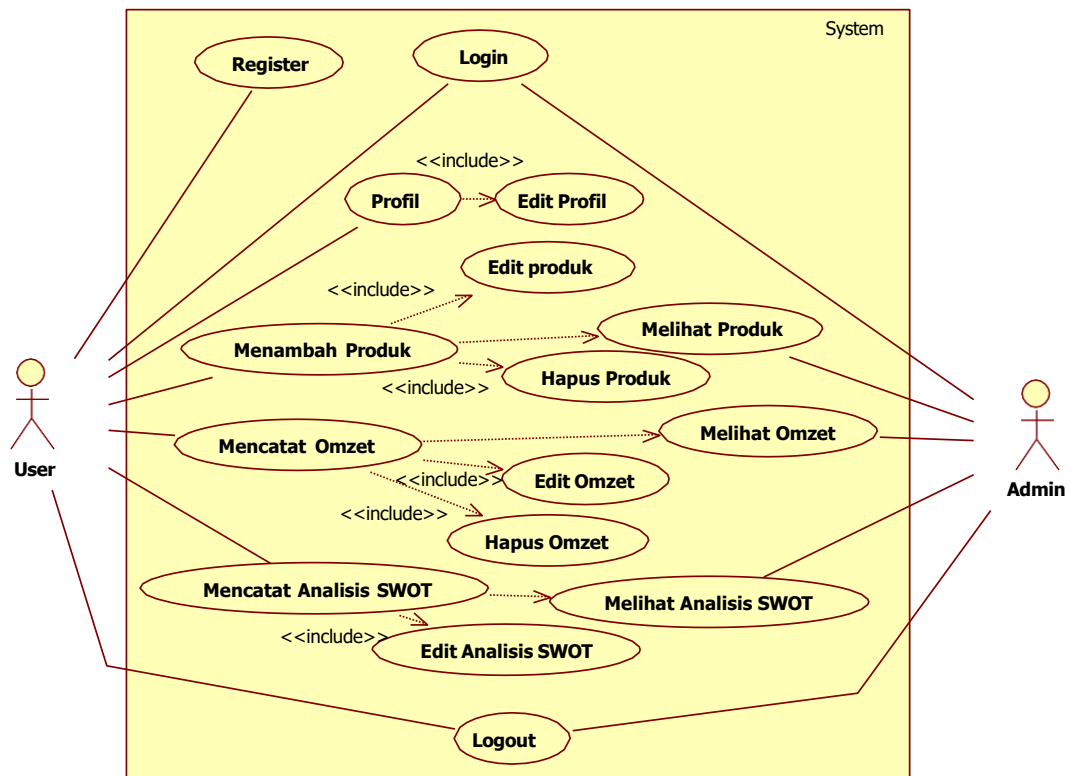 System
Register
Login
<<include>>
Profil
Edit Profil
Edit produk
<<include>>
Melihat Produk
Menambah Produk
Hapus Produk
<<include>>
Melihat Omzet
Mencatat Omzet
User
<<include>>
Edit Omzet
Admin
<<include>>
Hapus Omzet
Mencatat Analisis SWOT
Melihat Analisis SWOT
<<include>>
Edit Analisis SWOT
Logout